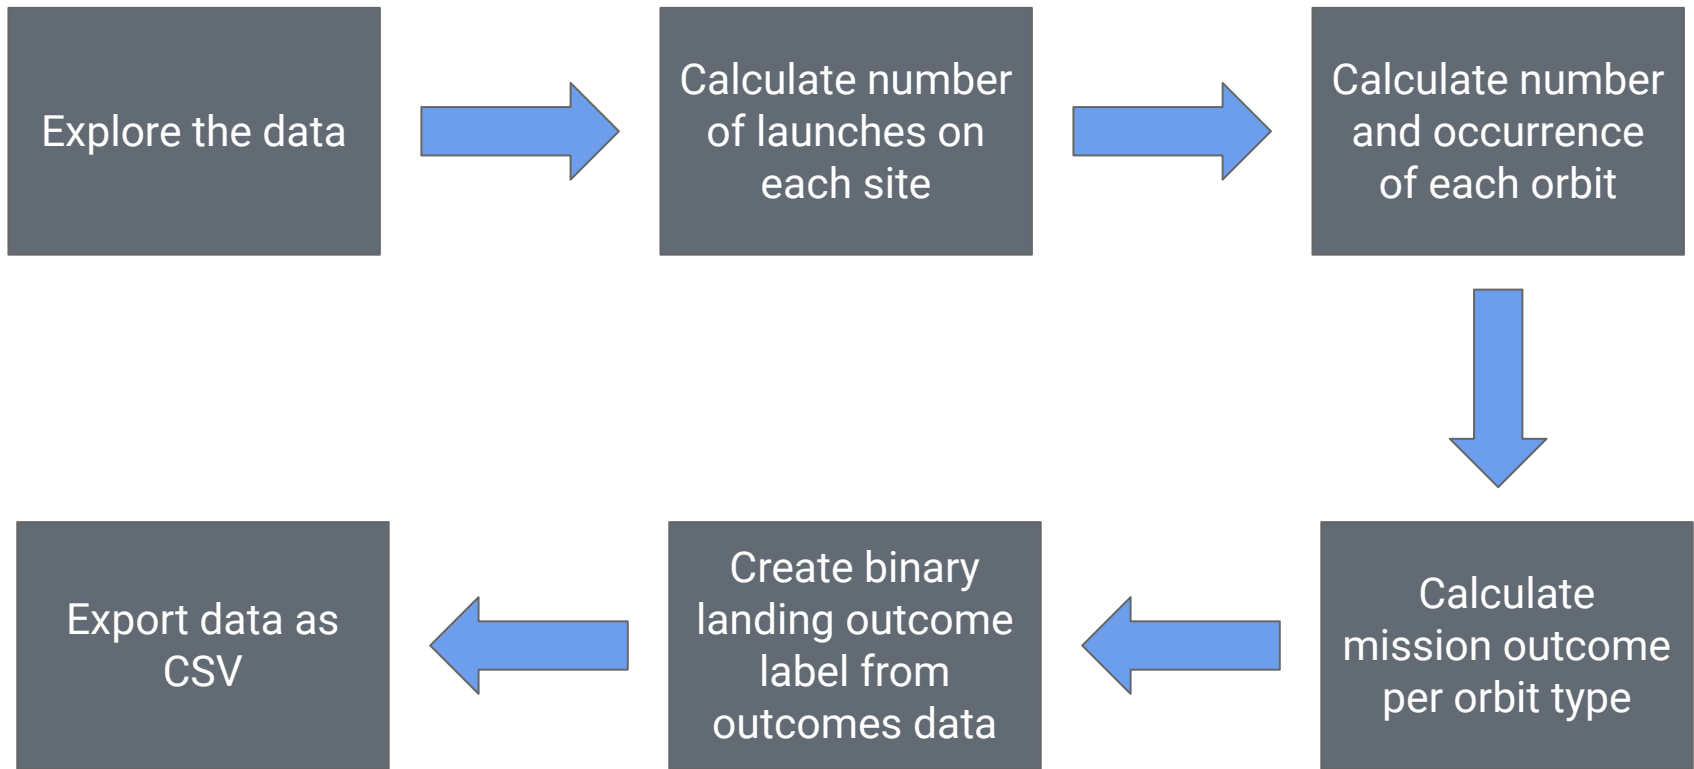 Explore the data
Calculate number
of launches on
each site
Calculate number
and occurrence
of each orbit
Calculate
mission outcome
per orbit type
Create binary
landing outcome
label from
outcomes data
Export data as
CSV